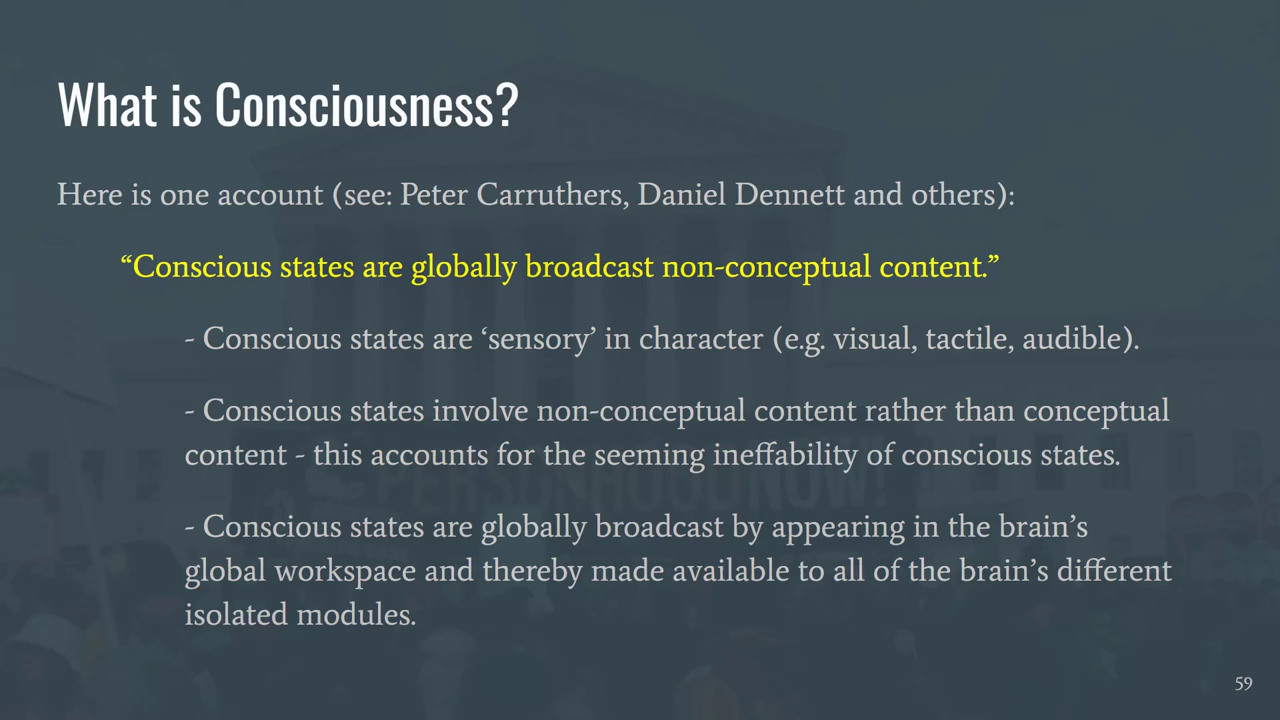 What is Consciousness?
Here is one account (see: Peter Carruthers, Daniel Dennett and others):
“Conscious states are globally broadcast non-conceptual content.”
- Conscious states are ‘sensory’ in character (e.g. visual, tactile, audible).
- Conscious states involve non-conceptual content rather than conceptual
content - this accounts for the seeming ineffability of conscious states.
PERSONHOOD NOW!
- Conscious states are globally broadcast by appearing in the brain’s
global workspace and thereby made available to all of the brain’s different
isolated modules.
59